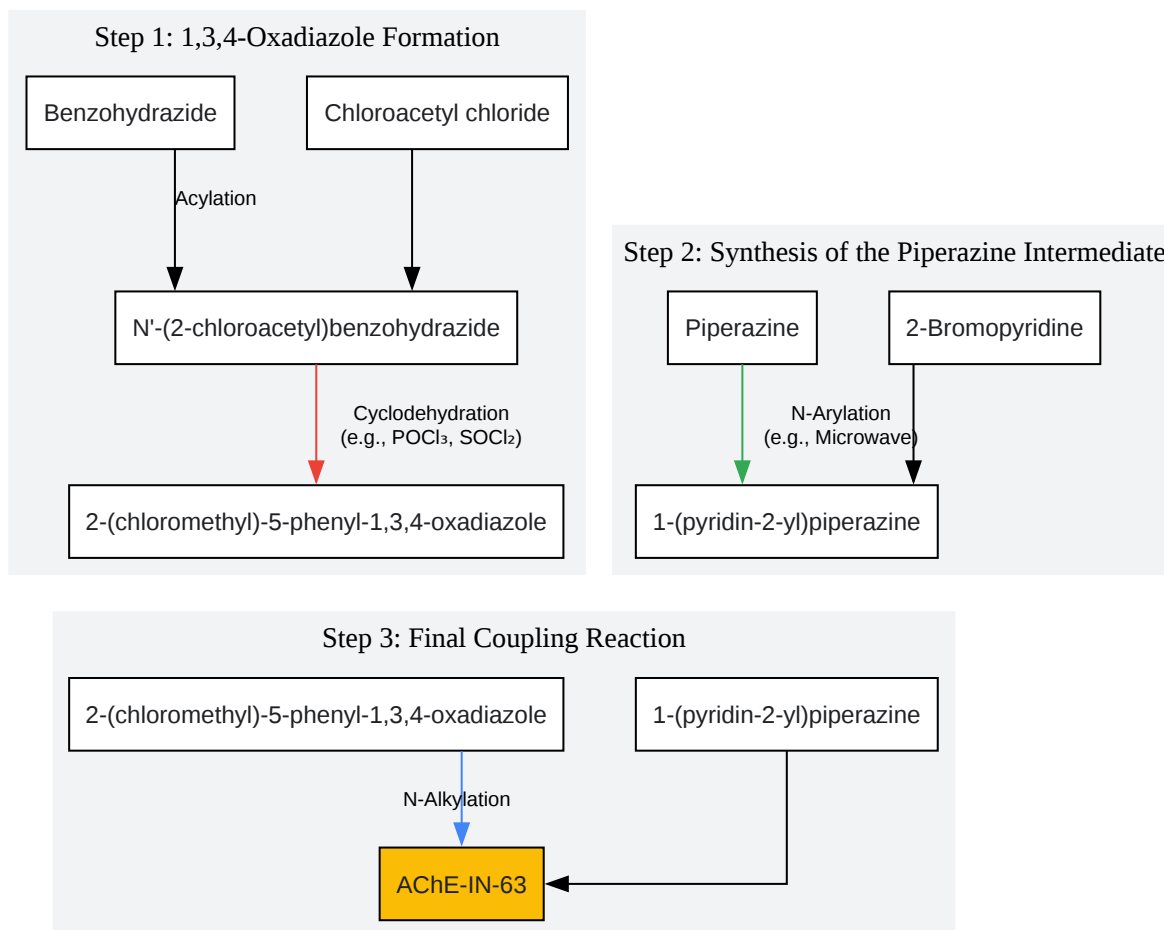 Step 1: 1,3,4-Oxadiazole Formation
Benzohydrazide
Chloroacetyl chloride
Acylation
N'-(2-chloroacetyl)benzohydrazide
Cyclodehydration
(e.g., POCl₃, SOCl₂)
2-(chloromethyl)-5-phenyl-1,3,4-oxadiazole
Step 2: Synthesis of the Piperazine Intermediate
Piperazine
2-Bromopyridine
N-Arylation
(e.g., Microwave)
1-(pyridin-2-yl)piperazine
Step 3: Final Coupling Reaction
2-(chloromethyl)-5-phenyl-1,3,4-oxadiazole
1-(pyridin-2-yl)piperazine
N-Alkylation
AChE-IN-63